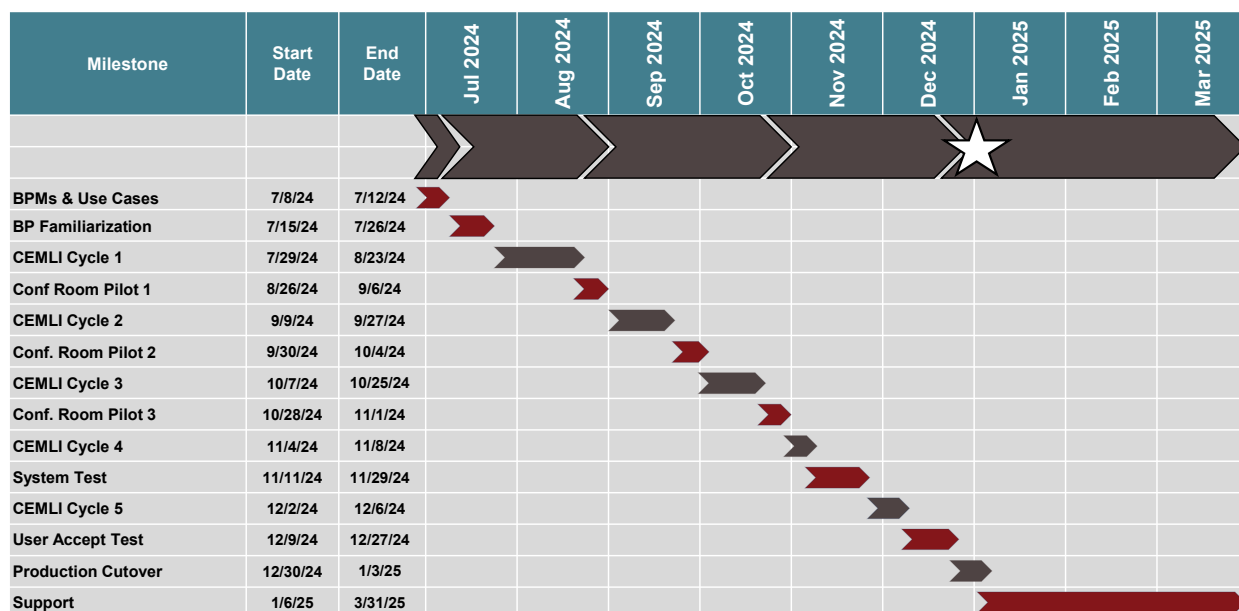 Milestone Start Date End Date Jul 2024 Aug 2024 Sep 2024 Oct 2024 Nov 2024 Dec 2024 Jan 2025 Feb 2025 Mar 2025
BPMs & Use Cases 7/8/24 7/12/24
BP Familiarization 7/15/24 7/26/24
CEMLI Cycle 1 7/29/24 8/23/24
Conf Room Pilot 1 8/26/24 9/6/24
CEMLI Cycle 2 9/9/24 9/27/24
Conf. Room Pilot 2 9/30/24 10/4/24
CEMLI Cycle 3 10/7/24 10/25/24
Conf. Room Pilot 3 10/28/24 11/1/24
CEMLI Cycle 4 11/4/24 11/8/24
System Test 11/11/24 11/29/24
CEMLI Cycle 5 12/2/24 12/6/24
User Accept Test 12/9/24 12/27/24
Production Cutover 12/30/24 1/3/25
Support 1/6/25 3/31/25